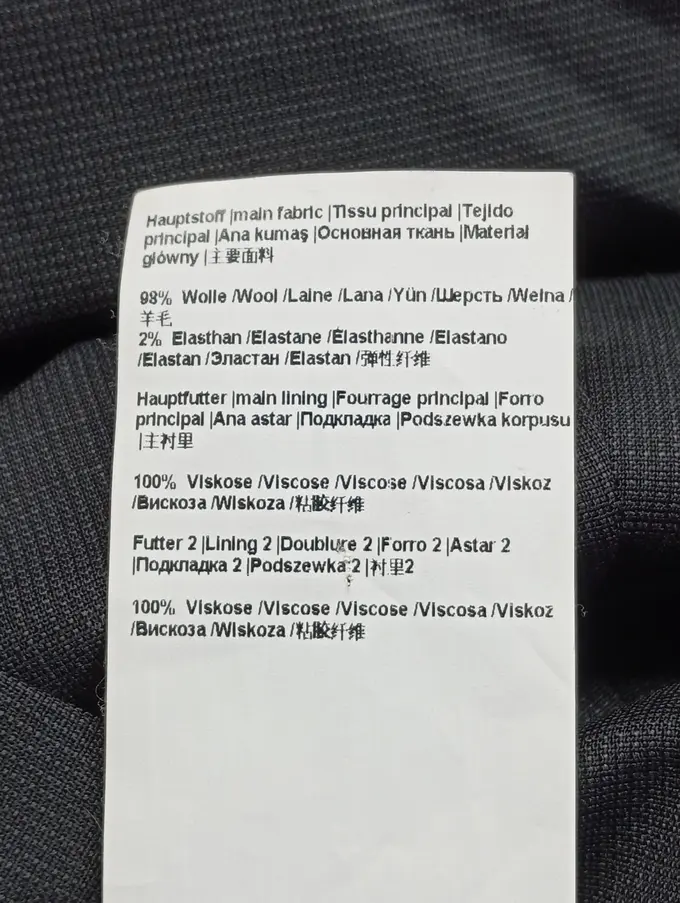 Hauptstoff |main fabric |Tissu principal |Tejido
principal |Ana kumaş |Основная ткань |Materiał
główny |主要面料
98% Wolle /Wool /Laine /Lana /Yün /Шерсть /Wełna /
羊毛
2% Elasthan /Elastane /Élasthanne /Elastano
/Elastan /Эластан /Elastan /弹性纤维
Hauptfutter |main lining |Fourrage principal |Forro
principal |Ana astar |Подкладка |Podszewka korpusu
|主衬里
100% Viskose /Viscose /Viscose /Viscosa /Viskoz
/Вискоза /Wiskoza /粘胶纤维
Futter 2 |Lining 2 |Doublure 2 |Forro 2 |Astar 2
|Подкладка 2 |Podszewka 2 |衬里2
100% Viskose /Viscose /Viscose /Viscosa /Viskoz
/Вискоза /Wiskoza /粘胶纤维